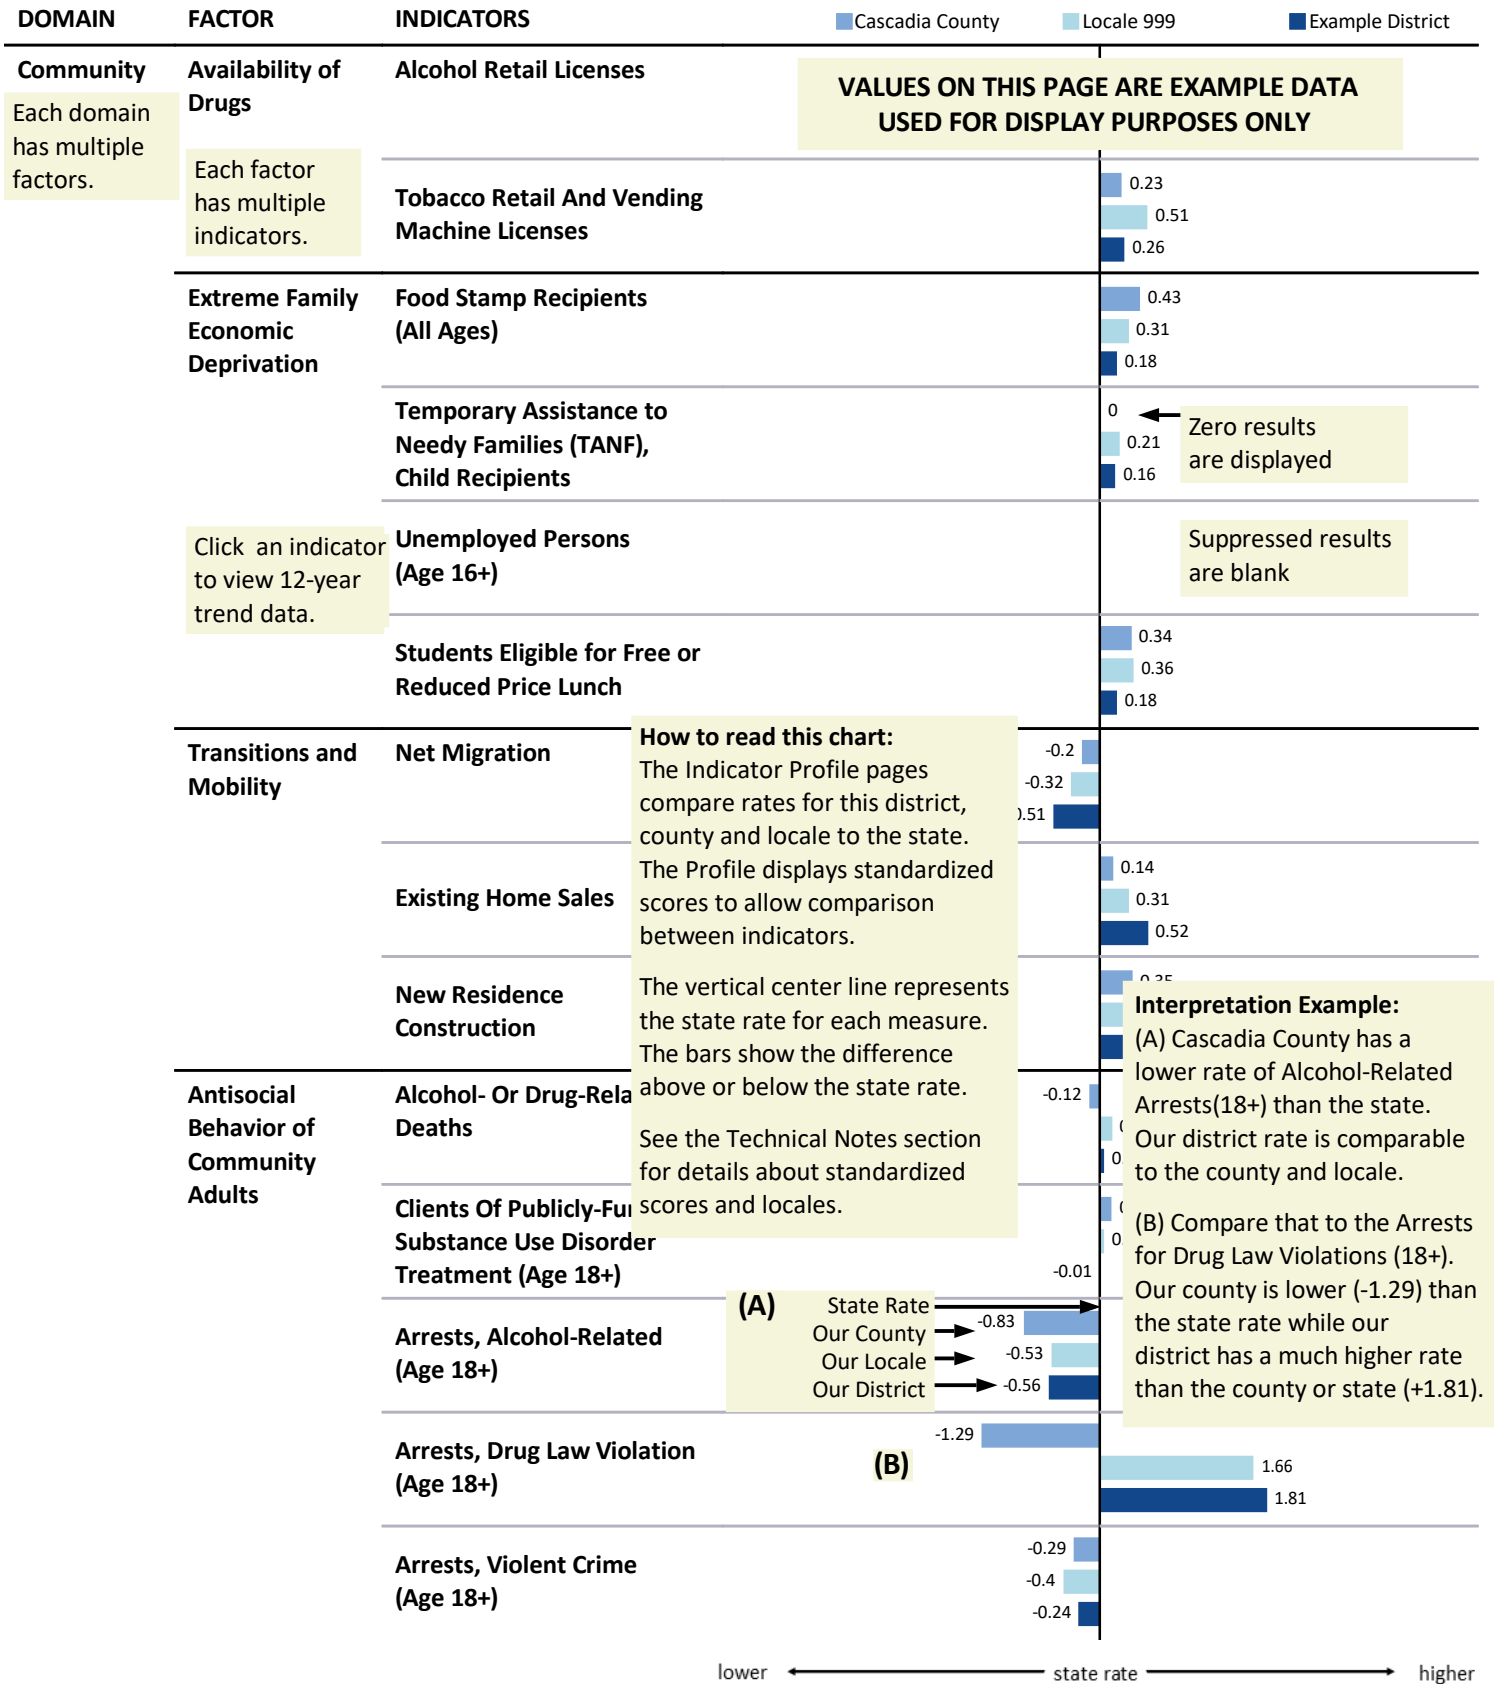 DOMAIN FACTOR INDICATORS Cascadia County Locale 999 Example District
Community
Each domain
has multiple
factors.
Availability of
Drugs
Each factor
has multiple
indicators.
Alcohol Retail Licenses
VALUES ON THIS PAGE ARE EXAMPLE DATA
USED FOR DISPLAY PURPOSES ONLY
Tobacco Retail And Vending
Machine Licenses
0.23
0.51
0.26
Extreme Family
Economic
Deprivation
Food Stamp Recipients
(All Ages)
0.43
0.31
0.18
Temporary Assistance to
Needy Families (TANF),
Child Recipients
0
0.21
0.16
Zero results
are displayed
Click an indicator
to view 12-year
trend data.
Unemployed Persons
(Age 16+)
Suppressed results
are blank
Students Eligible for Free or
Reduced Price Lunch
0.34
0.36
0.18
Transitions and
Mobility
Net Migration
-0.2
-0.32
.51
How to read this chart:
The Indicator Profile pages
compare rates for this district,
county and locale to the state.
The Profile displays standardized
scores to allow comparison
between indicators.
The vertical center line represents
the state rate for each measure.
The bars show the difference
above or below the state rate.
See the Technical Notes section
for details about standardized
scores and locales.
Existing Home Sales
0.14
0.31
0.52
New Residence
Construction
Interpretation Example:
(A) Cascadia County has a
lower rate of Alcohol-Related
Arrests(18+) than the state.
Our district rate is comparable
to the county and locale.
(B) Compare that to the Arrests
for Drug Law Violations (18+).
Our county is lower (-1.29) than
the state rate while our
district has a much higher rate
than the county or state (+1.81).
Antisocial
Behavior of
Community
Adults
Alcohol- Or Drug-Rela
Deaths
-0.12
0.
Clients Of Publicly-Fu
Substance Use Disorder
Treatment (Age 18+)
0.
-0.01
Arrests, Alcohol-Related
(Age 18+)
(A) State Rate
Our County -0.83
Our Locale -0.53
Our District -0.56
Arrests, Drug Law Violation
(Age 18+)
(B)
-1.29
1.66
1.81
Arrests, Violent Crime
(Age 18+)
-0.29
-0.4
-0.24
lower state rate higher